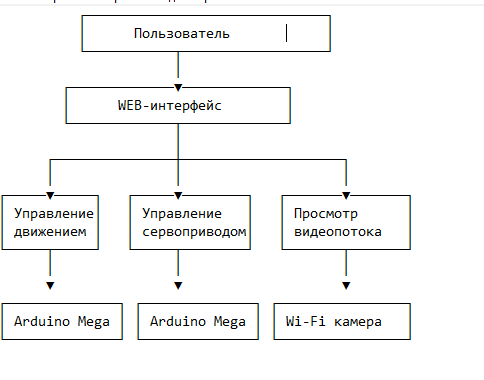 Пользователь
WEB-интерфейс
Управление движением
Управление сервоприводом
Просмотр видеопотока
Arduino Mega
Arduino Mega
Wi-Fi камера